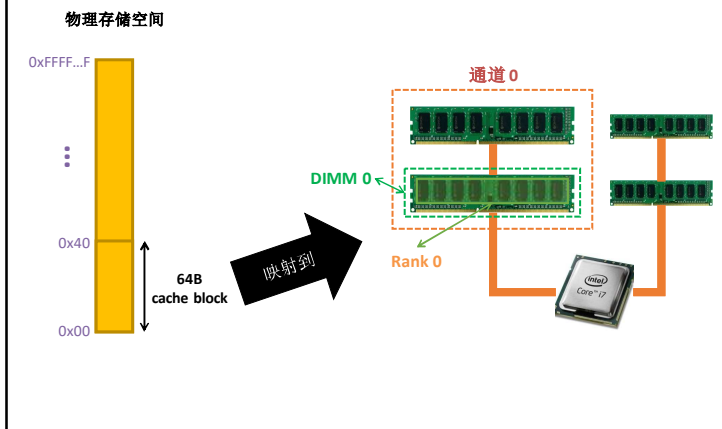 物理存储空间
0xFFFF...F
通道 0
DIMM 0
0x40
64B
cache block
映射到
Rank 0
intel
Core™ i7
0x00